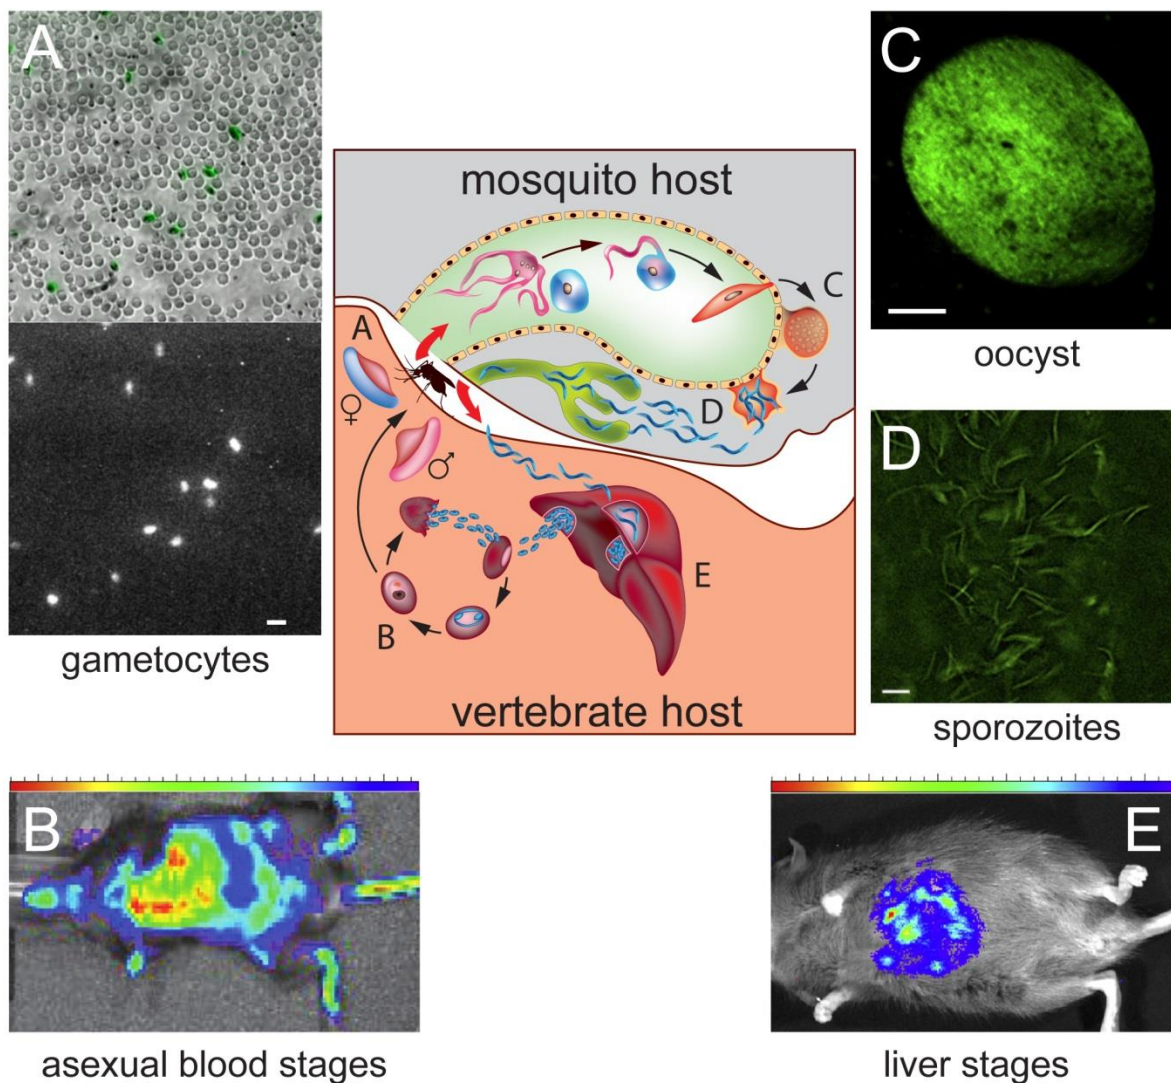 A
gametocytes
mosquito host
A
C
D
♀
♂
B
E
vertebrate host
C
oocyst
D
sporozoites
B
asexual blood stages
E
liver stages